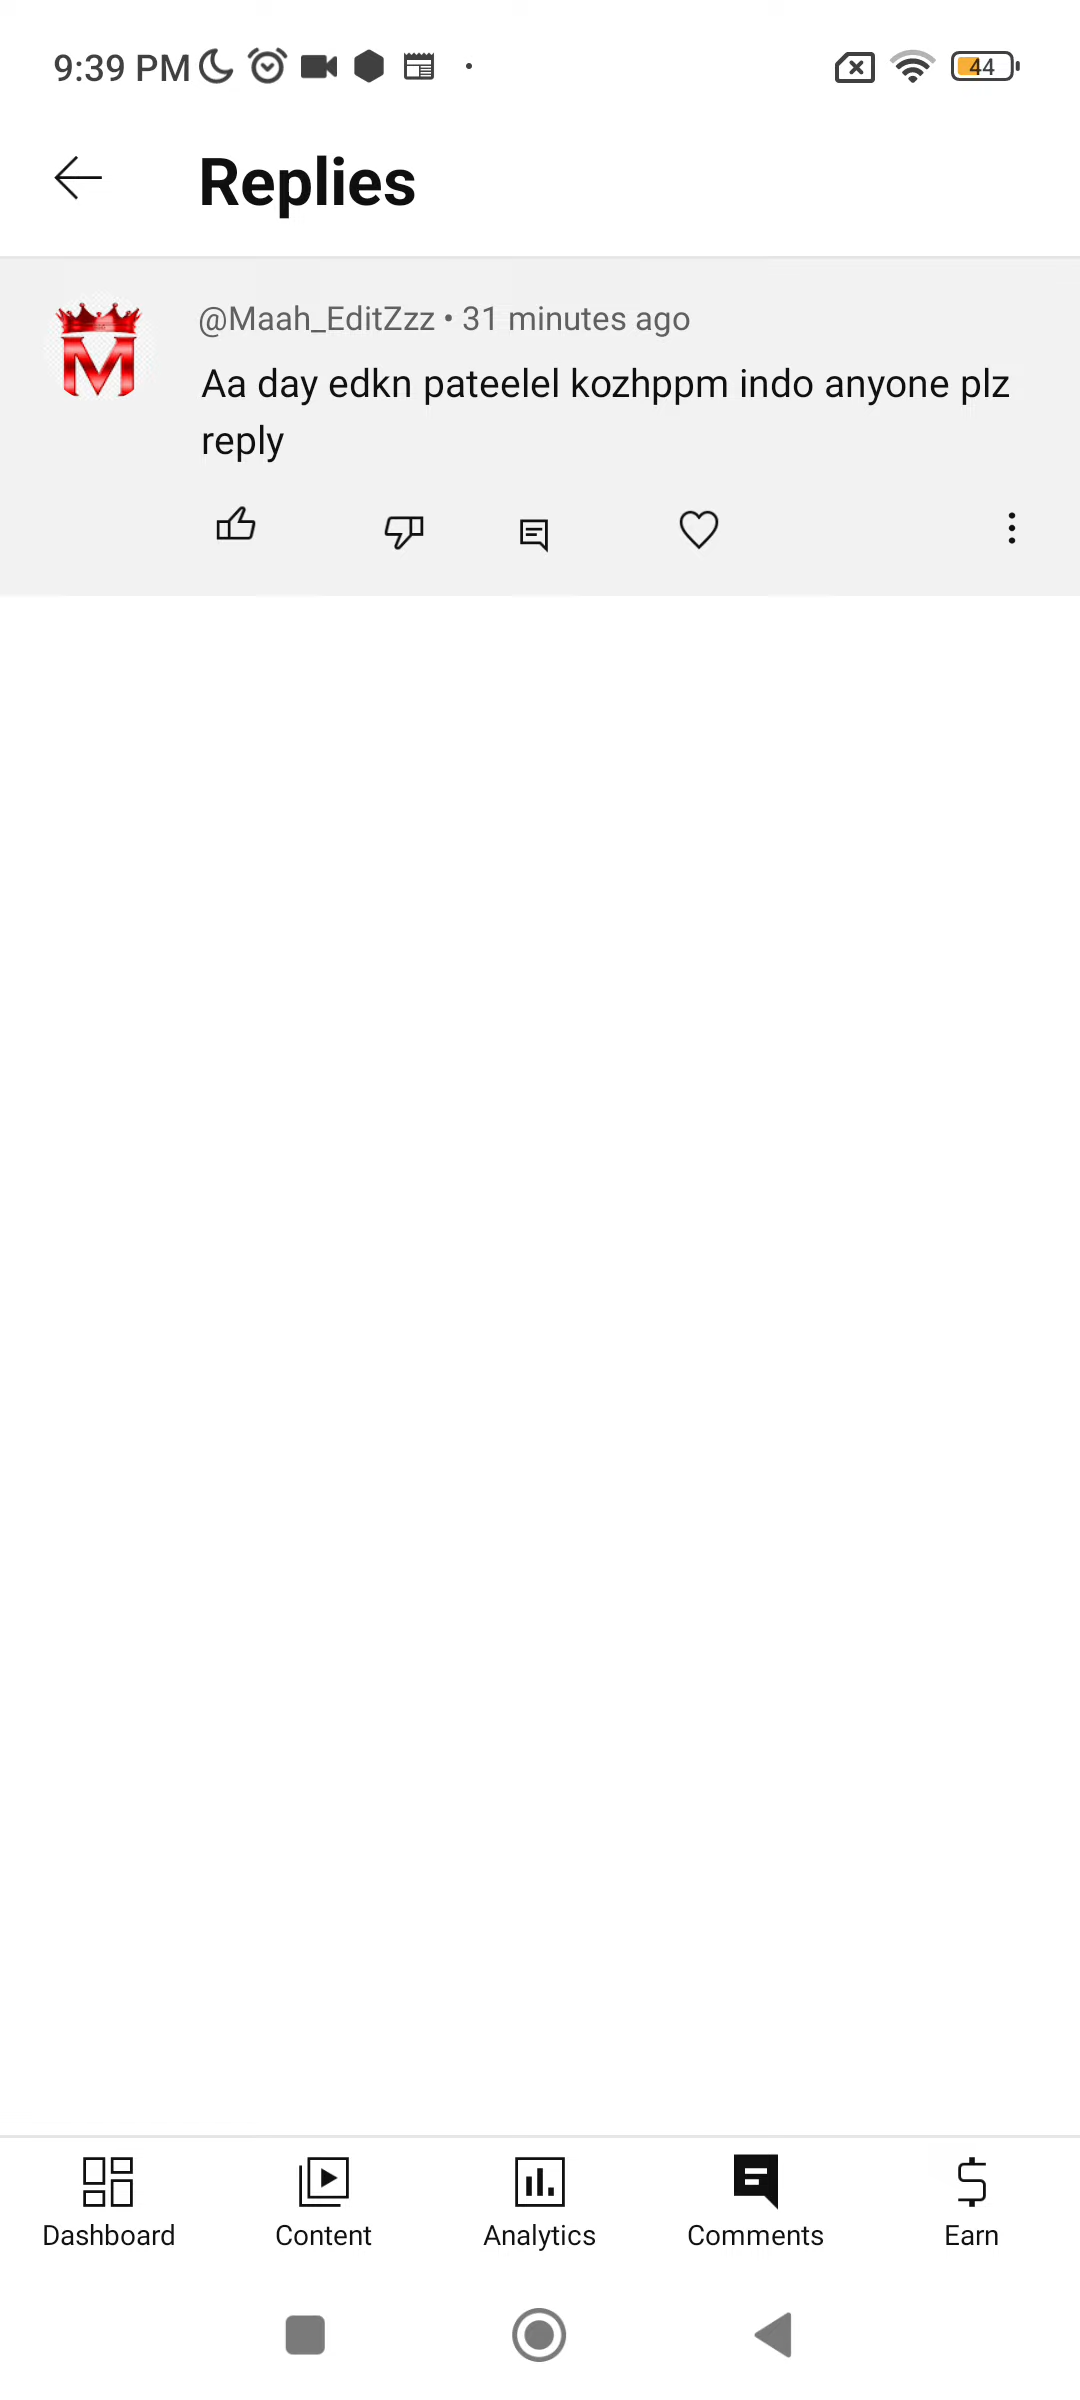 9:39 PM
44
Replies
M
@Maah_EditZzz • 31 minutes ago
Aa day edkn pateelel kozhppm indo anyone plz
reply
Dashboard
Content
Analytics
Comments
Earn